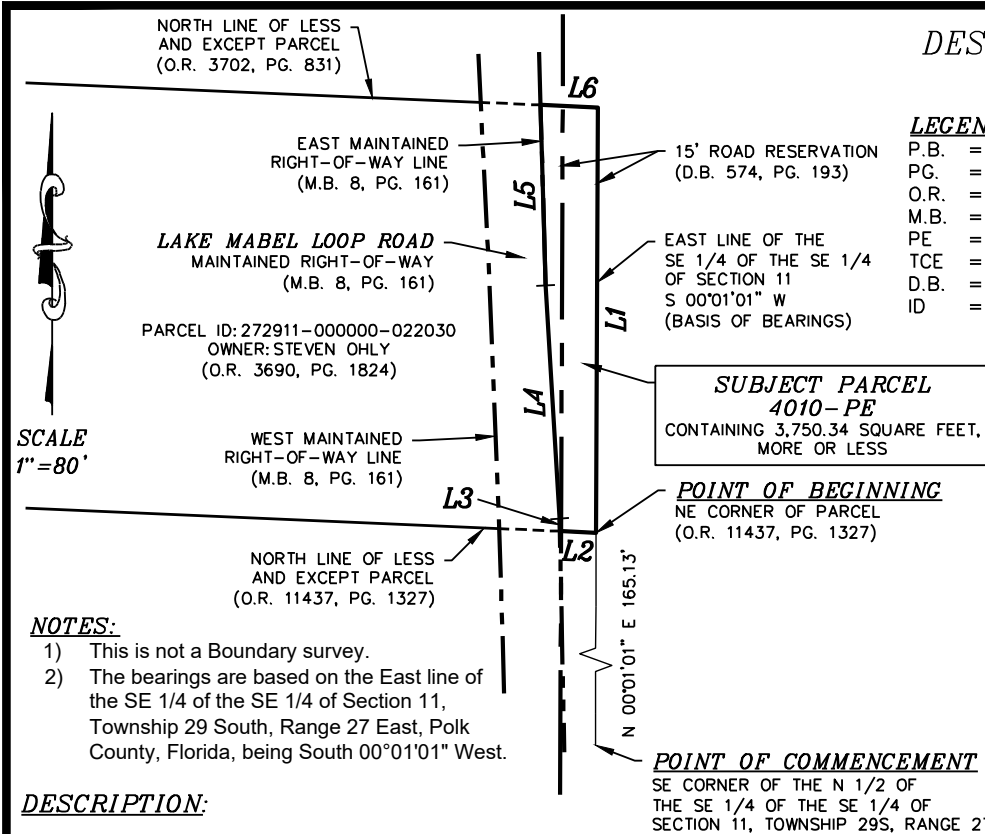 NORTH LINE OF LESS
AND EXCEPT PARCEL
(O.R. 3702, PG. 831)
DES
L6
EAST MAINTAINED
RIGHT-OF-WAY LINE
(M.B. 8, PG. 161)
15' ROAD RESERVATION
(D.B. 574, PG. 193)
LEGEN
P.B. =
PG. =
O.R. =
M.B. =
PE =
TCE =
D.B. =
ID =
L5
LAKE MABEL LOOP ROAD
MAINTAINED RIGHT-OF-WAY
(M.B. 8, PG. 161)
EAST LINE OF THE
SE 1/4 OF THE SE 1/4
OF SECTION 11
S 00°01'01" W
(BASIS OF BEARINGS)
L1
PARCEL ID: 272911-000000-022030
OWNER: STEVEN OHLY
(O.R. 3690, PG. 1824)
L4
SUBJECT PARCEL
4010-PE
CONTAINING 3,750.34 SQUARE FEET,
MORE OR LESS
SCALE
1"=80'
WEST MAINTAINED
RIGHT-OF-WAY LINE
(M.B. 8, PG. 161)
L3
POINT OF BEGINNING
NE CORNER OF PARCEL
(O.R. 11437, PG. 1327)
L2
NORTH LINE OF LESS
AND EXCEPT PARCEL
(O.R. 11437, PG. 1327)
N 00°01'01" E 165.13'
NOTES:
1) This is not a Boundary survey.
2) The bearings are based on the East line of
the SE 1/4 of the SE 1/4 of Section 11,
Township 29 South, Range 27 East, Polk
County, Florida, being South 00°01'01" West.
POINT OF COMMENCEMENT
SE CORNER OF THE N 1/2 OF
THE SE 1/4 OF THE SE 1/4 OF
SECTION 11, TOWNSHIP 29S, RANGE 27
DESCRIPTION: